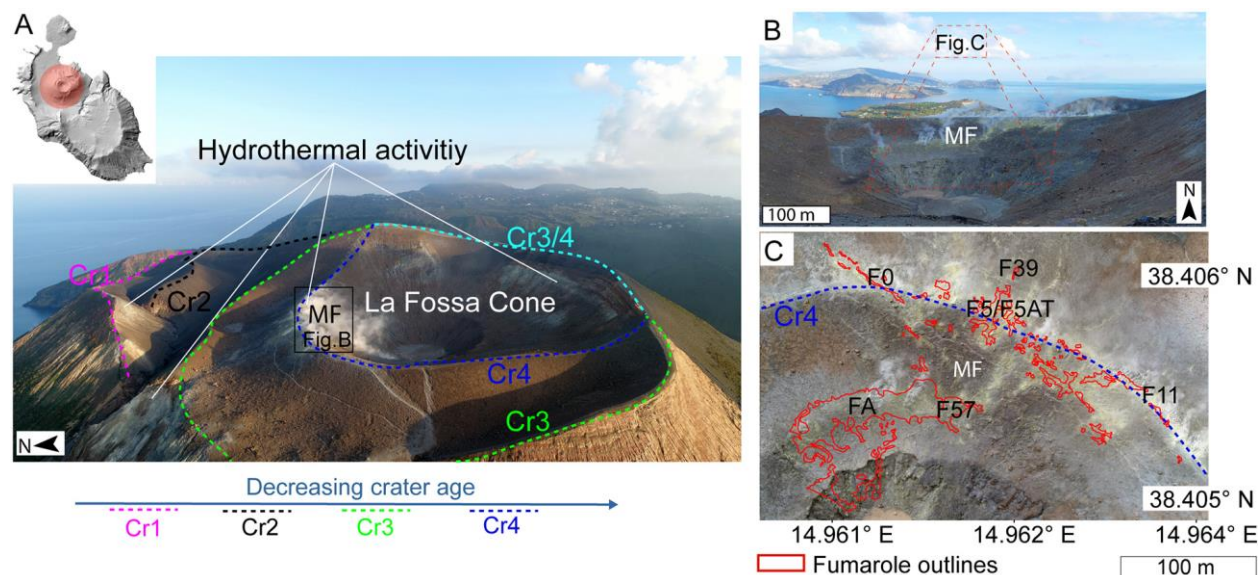 A
Hydrothermal activitiy
Cr1
Cr2
Cr3/4
La Fossa Cone
MF
Fig.B
Cr4
Cr3
N
Decreasing crater age
Cr1
Cr2
Cr3
Cr4
B
Fig.C
MF
100 m
N
C
F0
F39
38.406° N
F5/F5AT
Cr4
MF
F11
FA
F57
38.405° N
14.961° E
14.962° E
14.964° E
Fumarole outlines
100 m